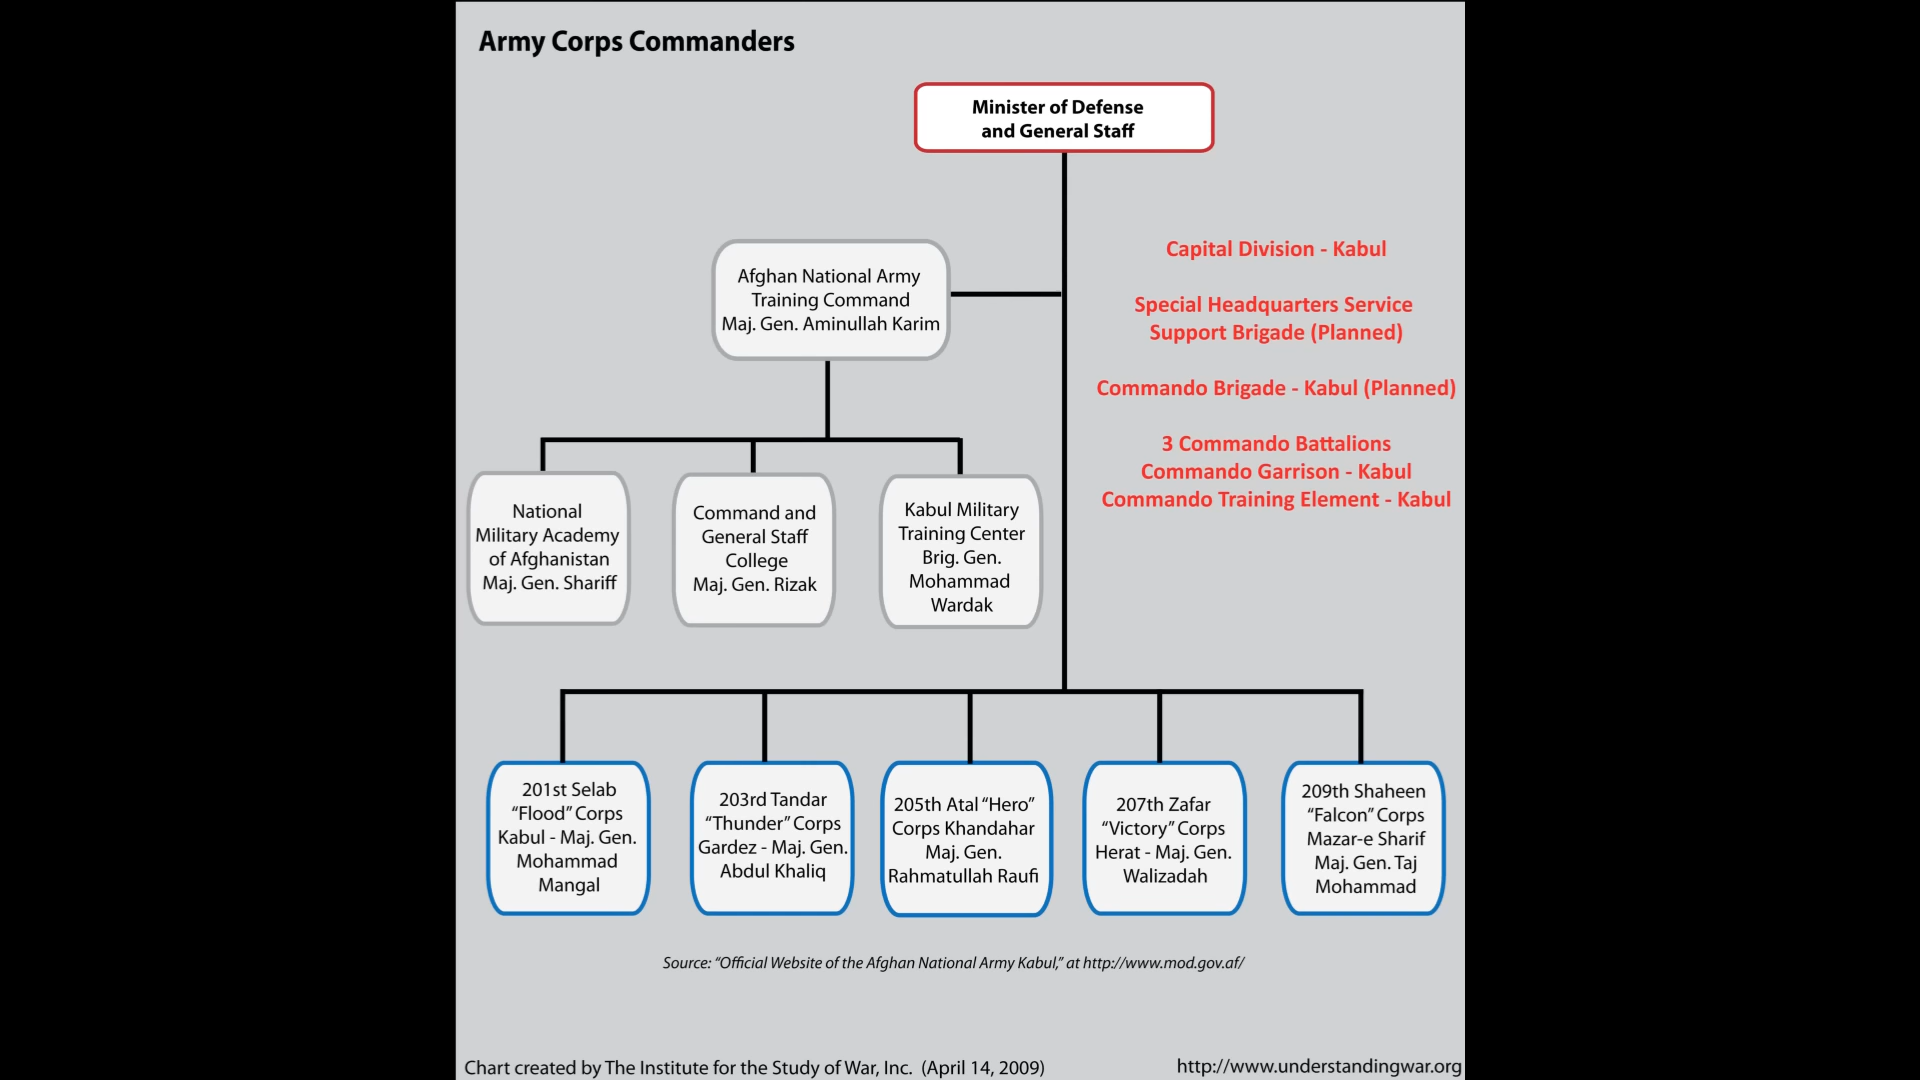 Army Corps Commanders
Minister of Defense
and General Staff
Afghan National Army
Training Command
Maj. Gen. Aminullah Karim
Capital Division - Kabul
Special Headquarters Service
Support Brigade (Planned)
Commando Brigade - Kabul (Planned)
3 Commando Battalions
Commando Garrison - Kabul
Commando Training Element - Kabul
National
Military Academy
of Afghanistan
Maj. Gen. Shariff
Command and
General Staff
College
Maj. Gen. Rizak
Kabul Military
Training Center
Brig. Gen.
Mohammad
Wardak
201st Selab
“Flood” Corps
Kabul - Maj. Gen.
Mohammad
Mangal
203rd Tandar
“Thunder” Corps
Gardez - Maj. Gen.
Abdul Khaliq
205th Atal “Hero”
Corps Khandahar
Maj. Gen.
Rahmatullah Raufi
207th Zafar
“Victory” Corps
Herat - Maj. Gen.
Walizadah
209th Shaheen
“Falcon” Corps
Mazar-e Sharif
Maj. Gen. Taj
Mohammad
Source: “Official Website of the Afghan National Army Kabul,” at http://www.mod.gov.af/
Chart created by The Institute for the Study of War, Inc. (April 14, 2009)
http://www.understandingwar.org